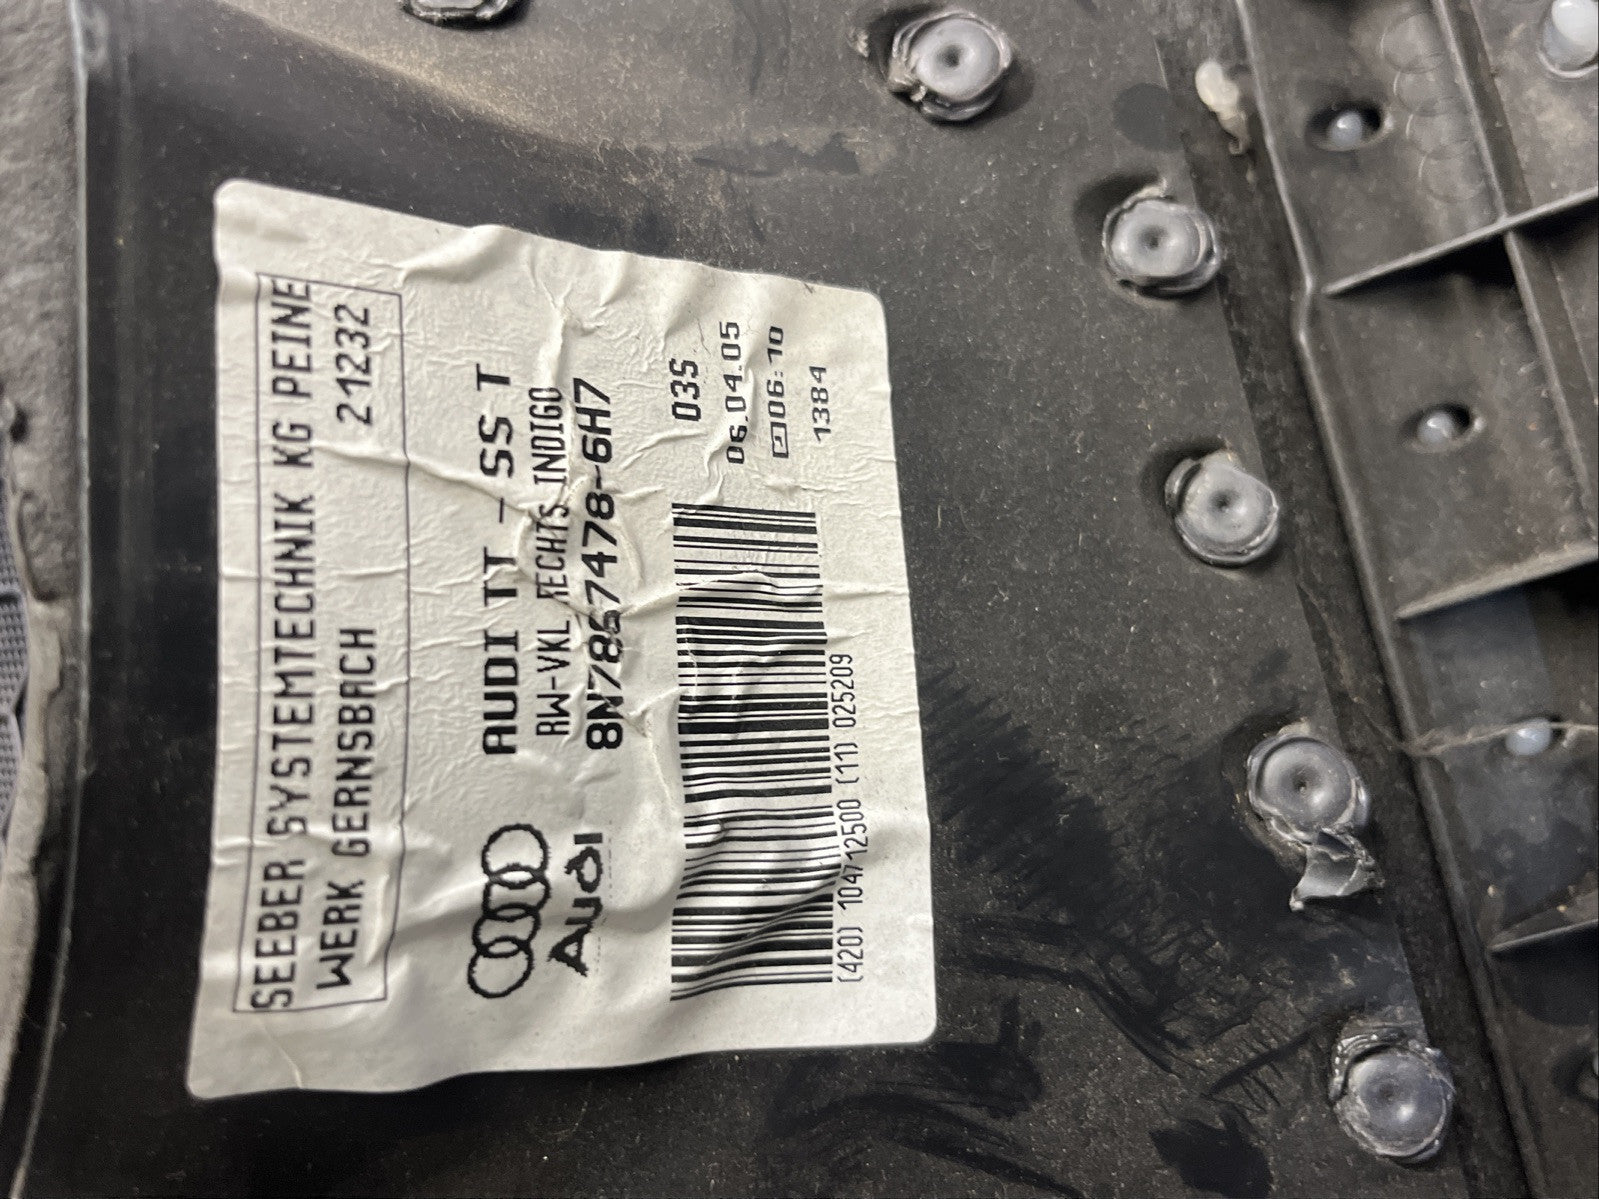 SEEBER SYSTEMTECHNIK KG PEINE
WERK GERNSBACH 21232
AUDI TT - SS T
RW-VKL RECHTS INDIGO
8N7867478-6H7
Audi
03S
06.04.05
06:10
1384
(420) 104712500 (11) 025209